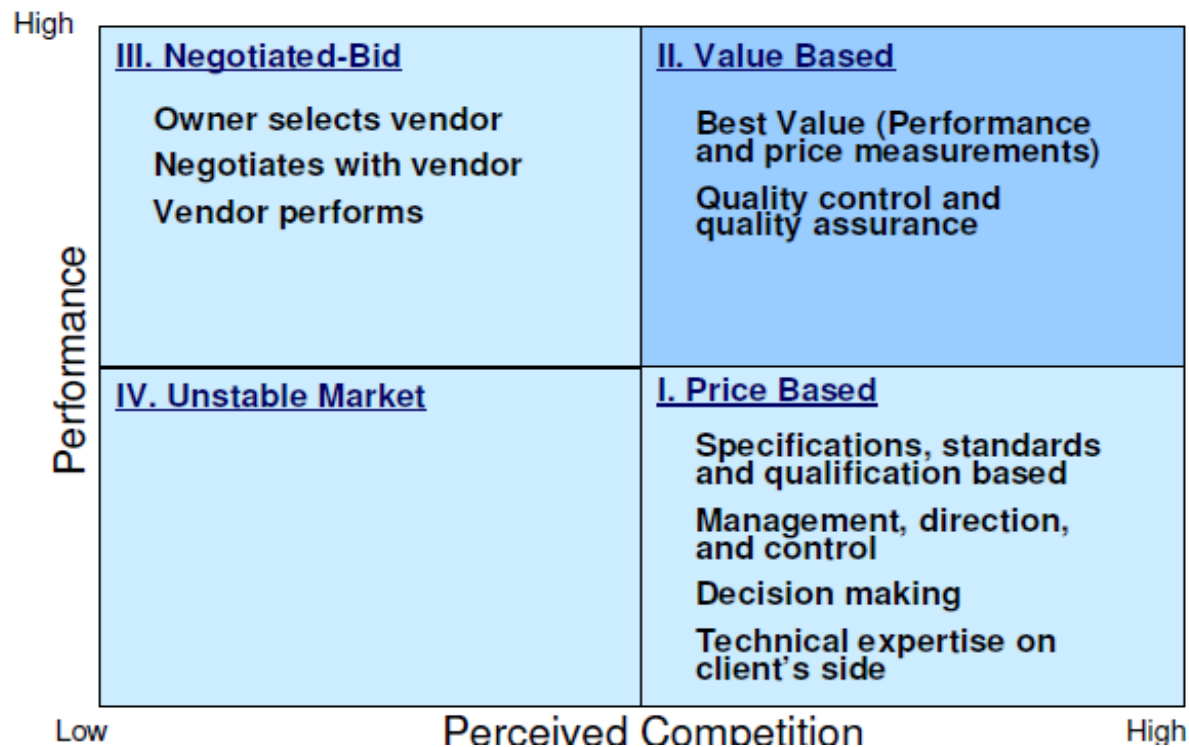 High
III. Negotiated-Bid
Owner selects vendor
Negotiates with vendor
Vendor performs
II. Value Based
Best Value (Performance
and price measurements)
Quality control and
quality assurance
Performance
IV. Unstable Market
I. Price Based
Specifications, standards
and qualification based
Management, direction,
and control
Decision making
Technical expertise on
client's side
Low
Perceived Competition
High